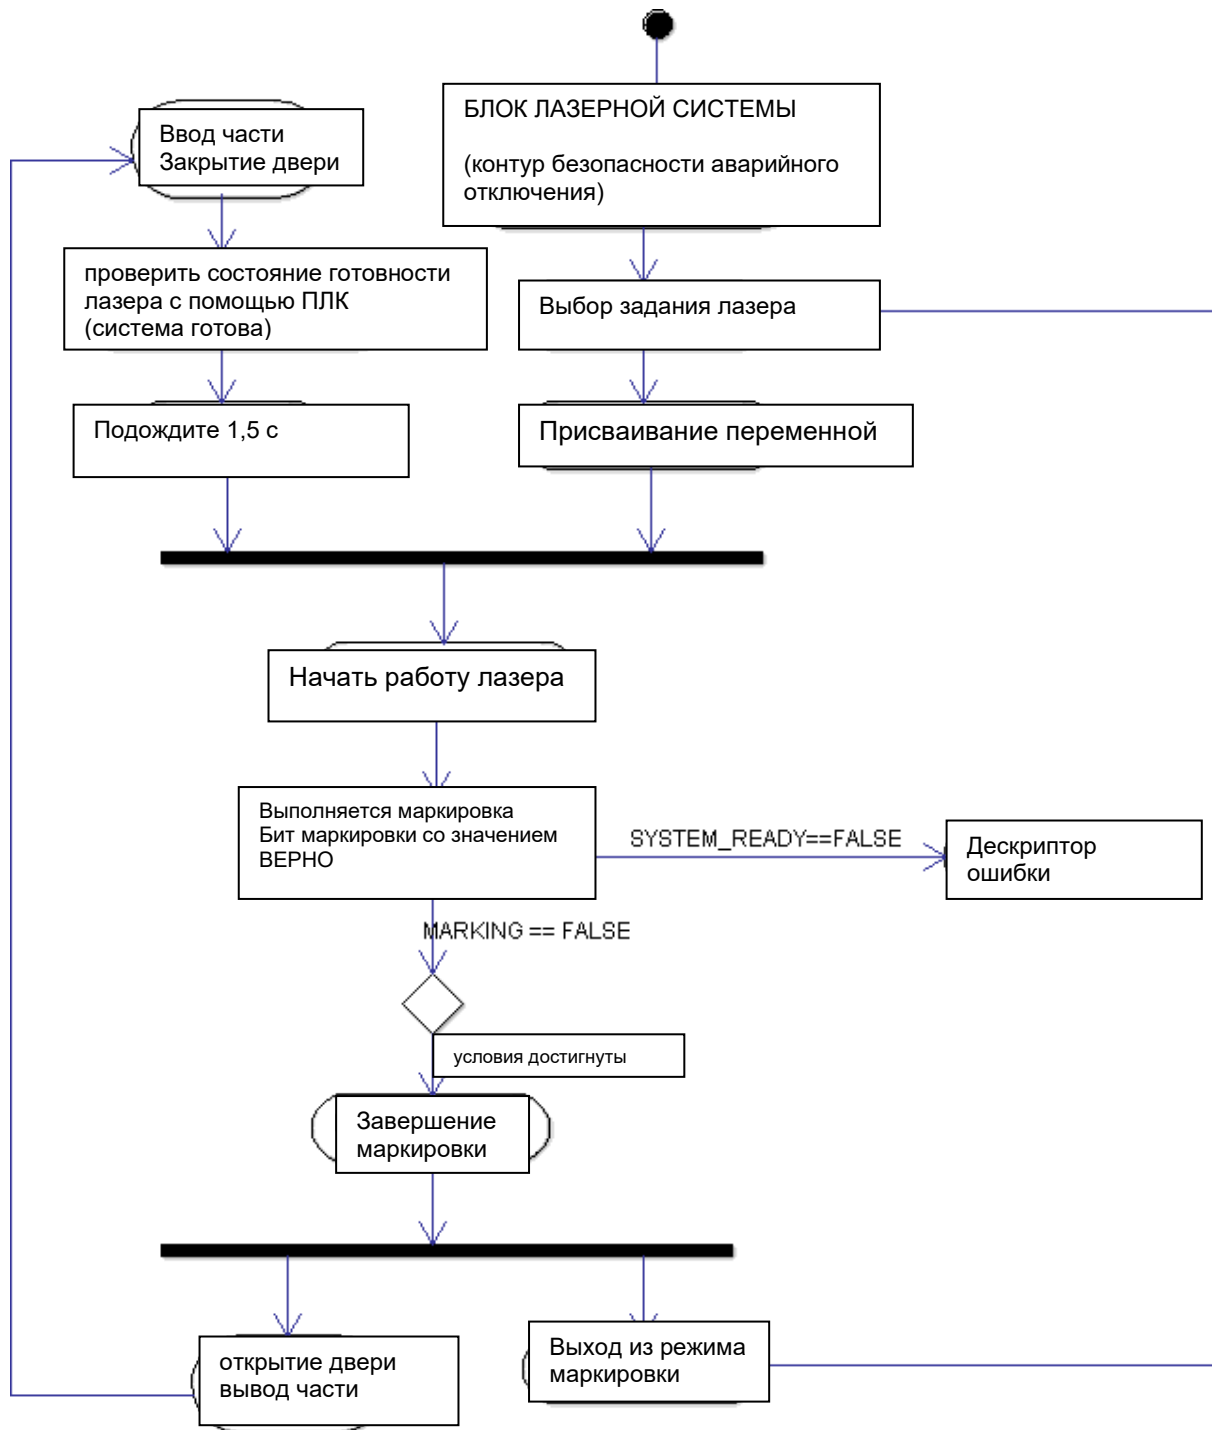 БЛОК ЛАЗЕРНОЙ СИСТЕМЫ
(контур безопасности аварийного
отключения)
Ввод части
Закрытие двери
проверить состояние готовности
лазера с помощью ПЛК
(система готова)
Выбор задания лазера
Подождите 1,5 с
Присваивание переменной
Начать работу лазера
Выполняется маркировка
Бит маркировки со значением
ВЕРНО
SYSTEM_READY==FALSE
Дескриптор
ошибки
MARKING == FALSE
условия достигнуты
Завершение
маркировки
открытие двери
вывод части
Выход из режима
маркировки